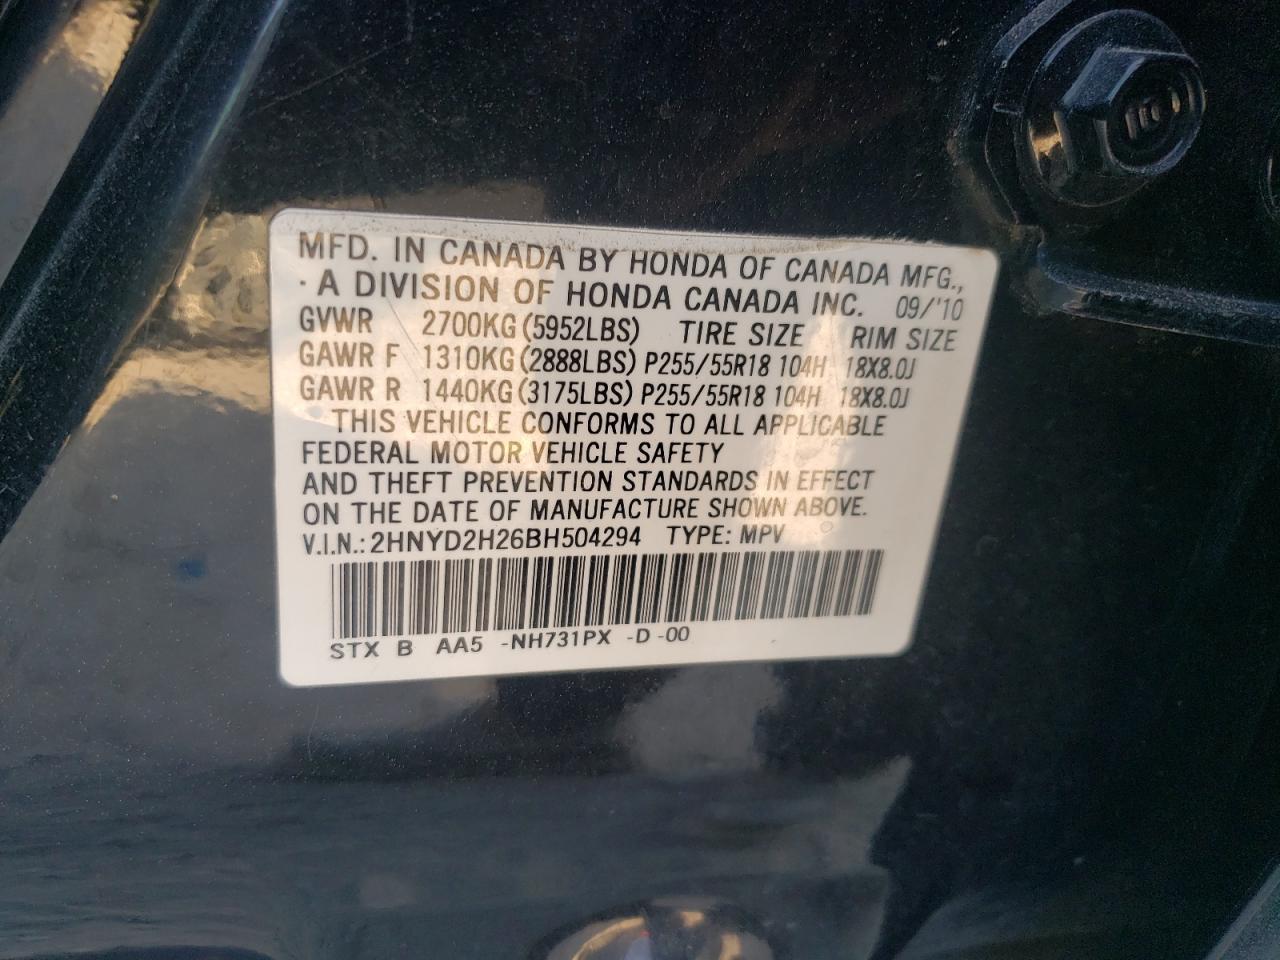 MFD. IN CANADA BY HONDA OF CANADA MFG.,
· A DIVISION OF HONDA CANADA INC. 09/'10
GVWR 2700KG (5952LBS) TIRE SIZE RIM SIZE
GAWR F 1310KG (2888LBS) P255/55R18 104H 18X8.0J
GAWR R 1440KG (3175LBS) P255/55R18 104H 18X8.0J
THIS VEHICLE CONFORMS TO ALL APPLICABLE
FEDERAL MOTOR VEHICLE SAFETY
AND THEFT PREVENTION STANDARDS IN EFFECT
ON THE DATE OF MANUFACTURE SHOWN ABOVE.
V.I.N.: 2HNYD2H26BH504294 TYPE: MPV
STX B AA5 -NH731PX -D -00